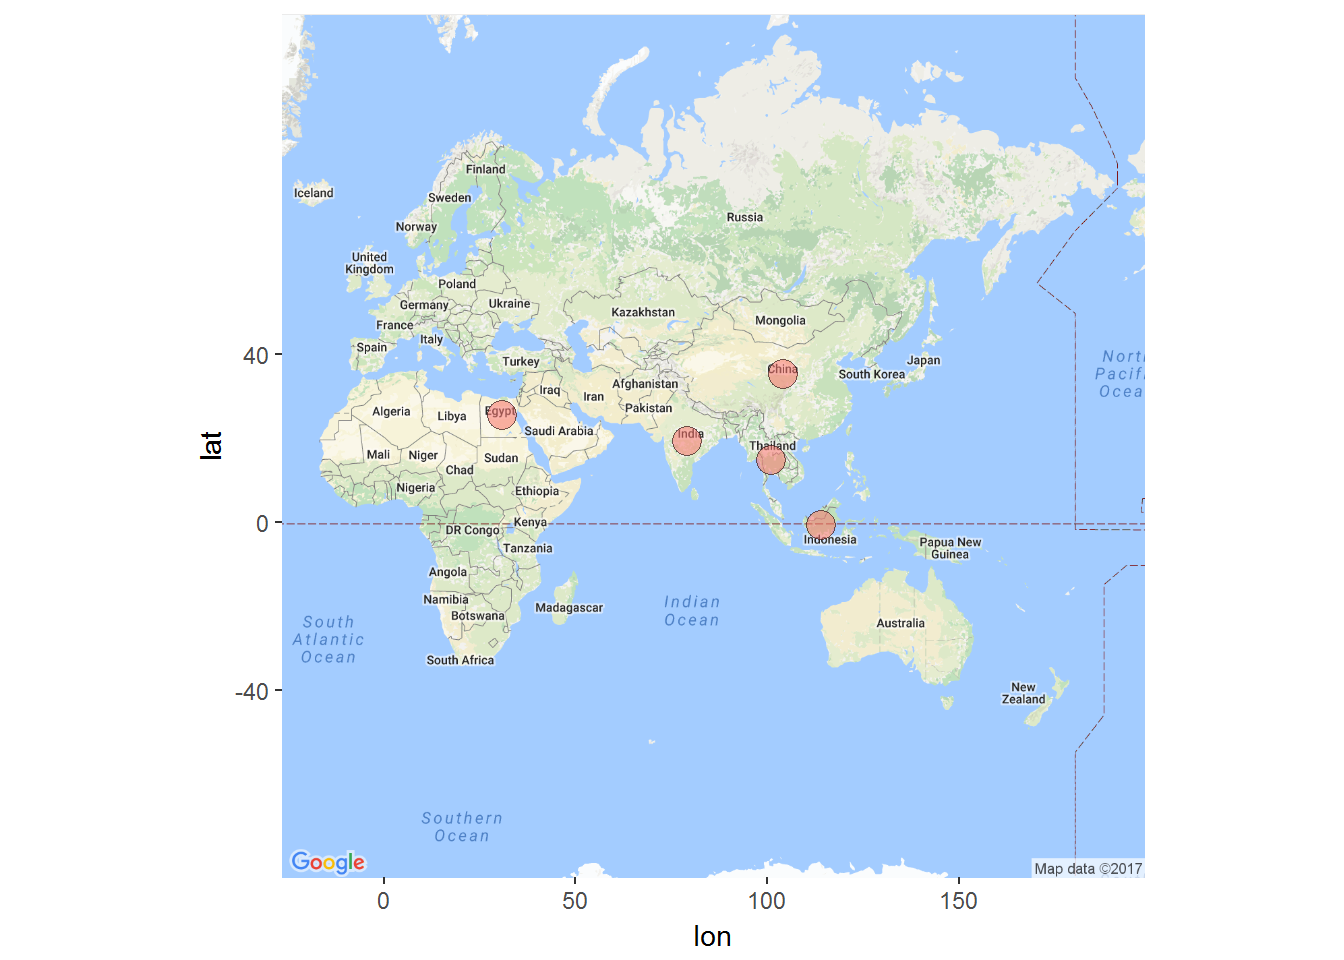 Finland
Iceland
Sweden
Russia
Norway
United
Kingdom
Poland
Germany
Ukraine
Kazakhstan
Mongolia
France
Italy
Spain
Turkey
40
Japan
North
Pacifi
Ocea
China
South Korea
Afghanistan
Iraq
Iran
Pakistan
Algeria
Libya
Egypt
Saudi Arabia
India
Thailand
lat
Mali
Niger
Sudan
Chad
Nigeria
Ethiopia
0
Kenya
DR Congo
Indonesia
Papua New
Guinea
Tanzania
Angola
Namibia
Botswana
Madagascar
Indian
Ocean
Australia
South
Atlantic
Ocean
South Africa
-40
New
Zealand
Southern
Ocean
Google
Map data ©2017
0
50
100
150
lon